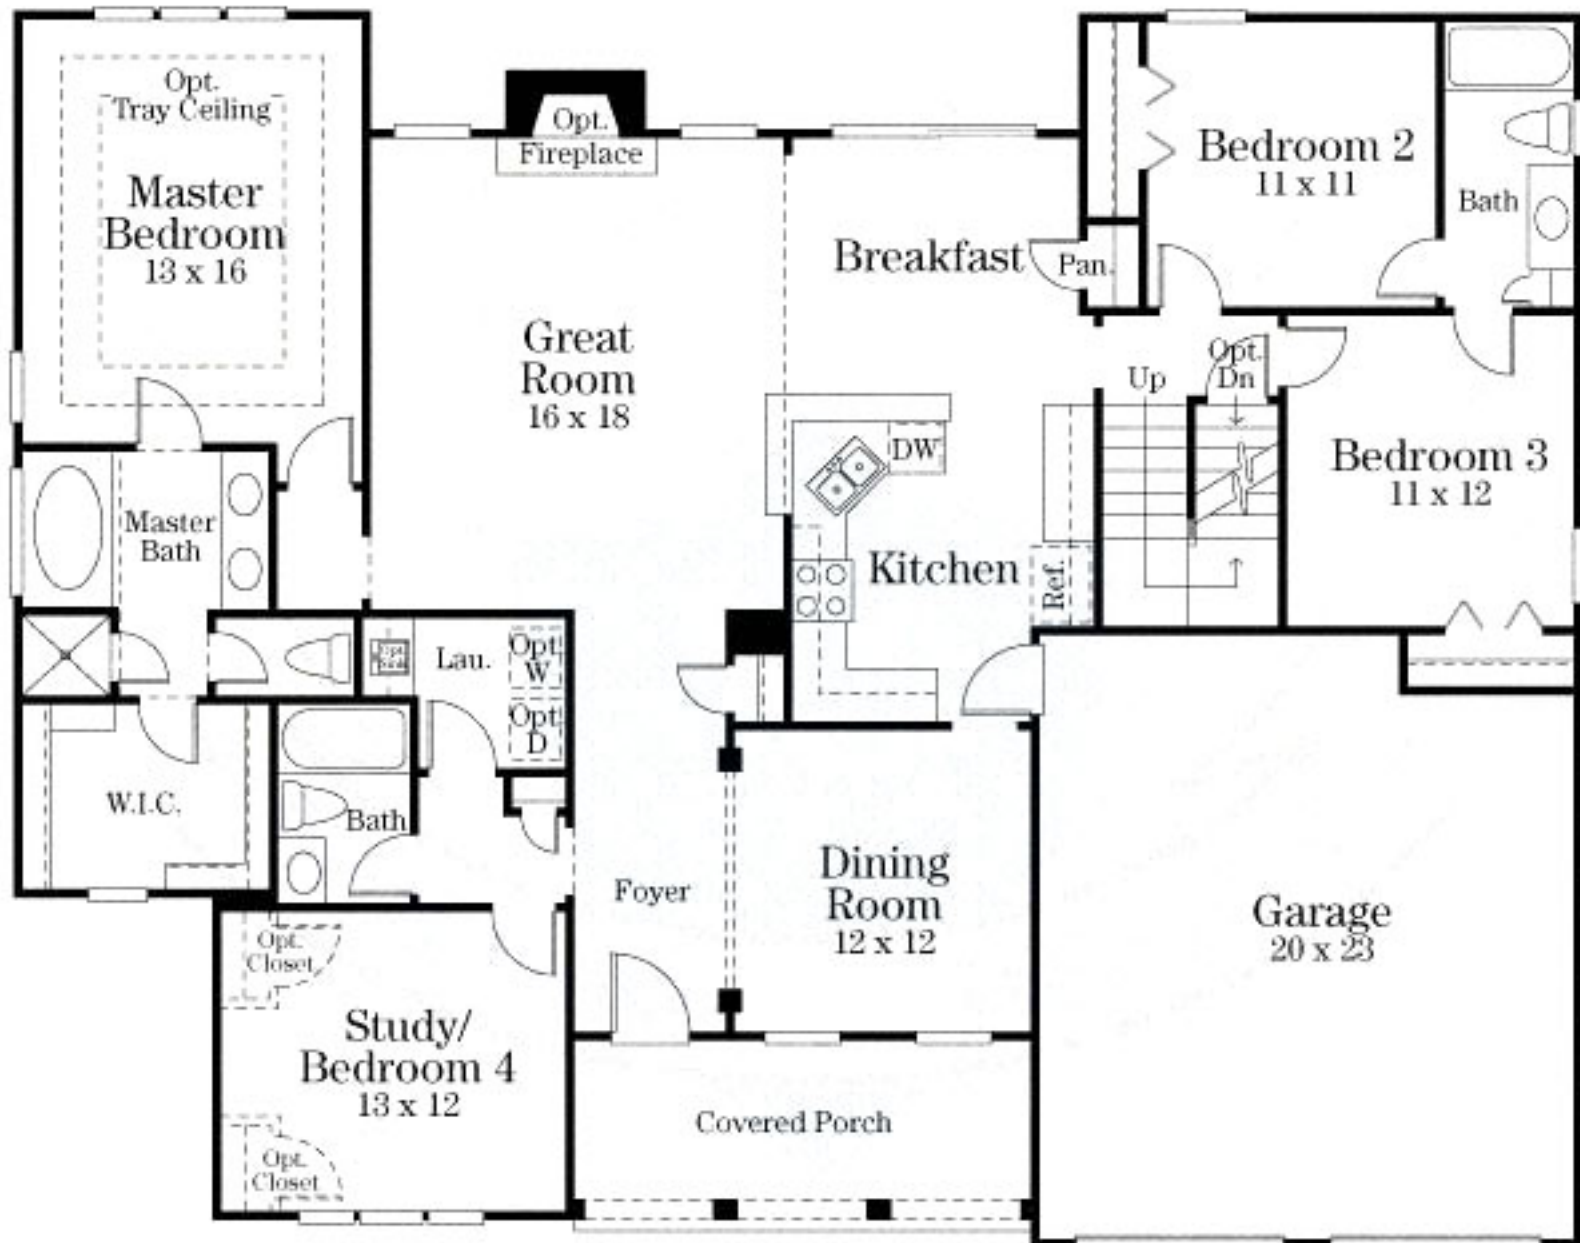 Opt.
Tray Ceiling
Master
Bedroom
13 x 16
Opt.
Fireplace
Great
Room
16 x 18
Breakfast
Pan.
Bedroom 2
11 x 11
Bath
Up
Opt.
Dn
Bedroom 3
11 x 12
DW
Kitchen
Ref.
Master
Bath
Opt.
Sink
Lau.
Opt.
W
Opt.
D
W.I.C.
Bath
Foyer
Dining
Room
12 x 12
Garage
20 x 23
Opt.
Closet
Study/
Bedroom 4
13 x 12
Opt.
Closet
Covered Porch